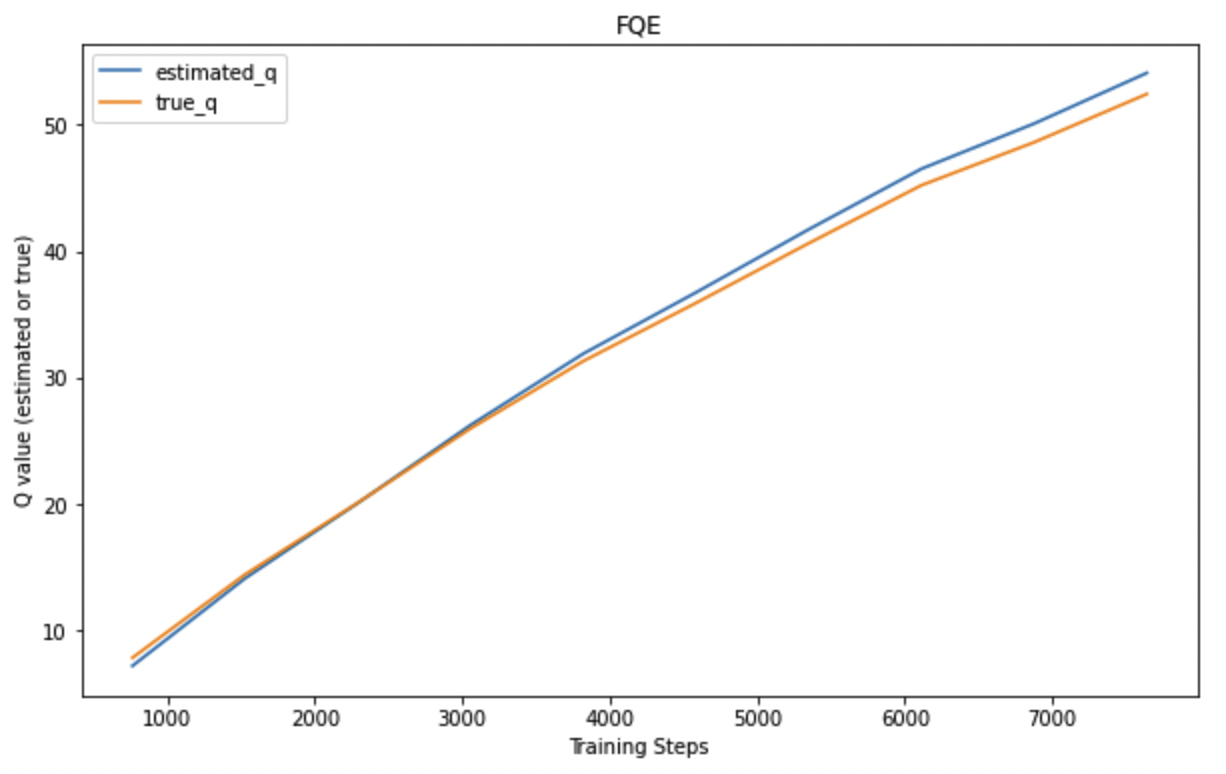 FQE
estimated_q
true_q
Q value (estimated or true)
50
40
30
20
10
1000 2000 3000 4000 5000 6000 7000
Training Steps